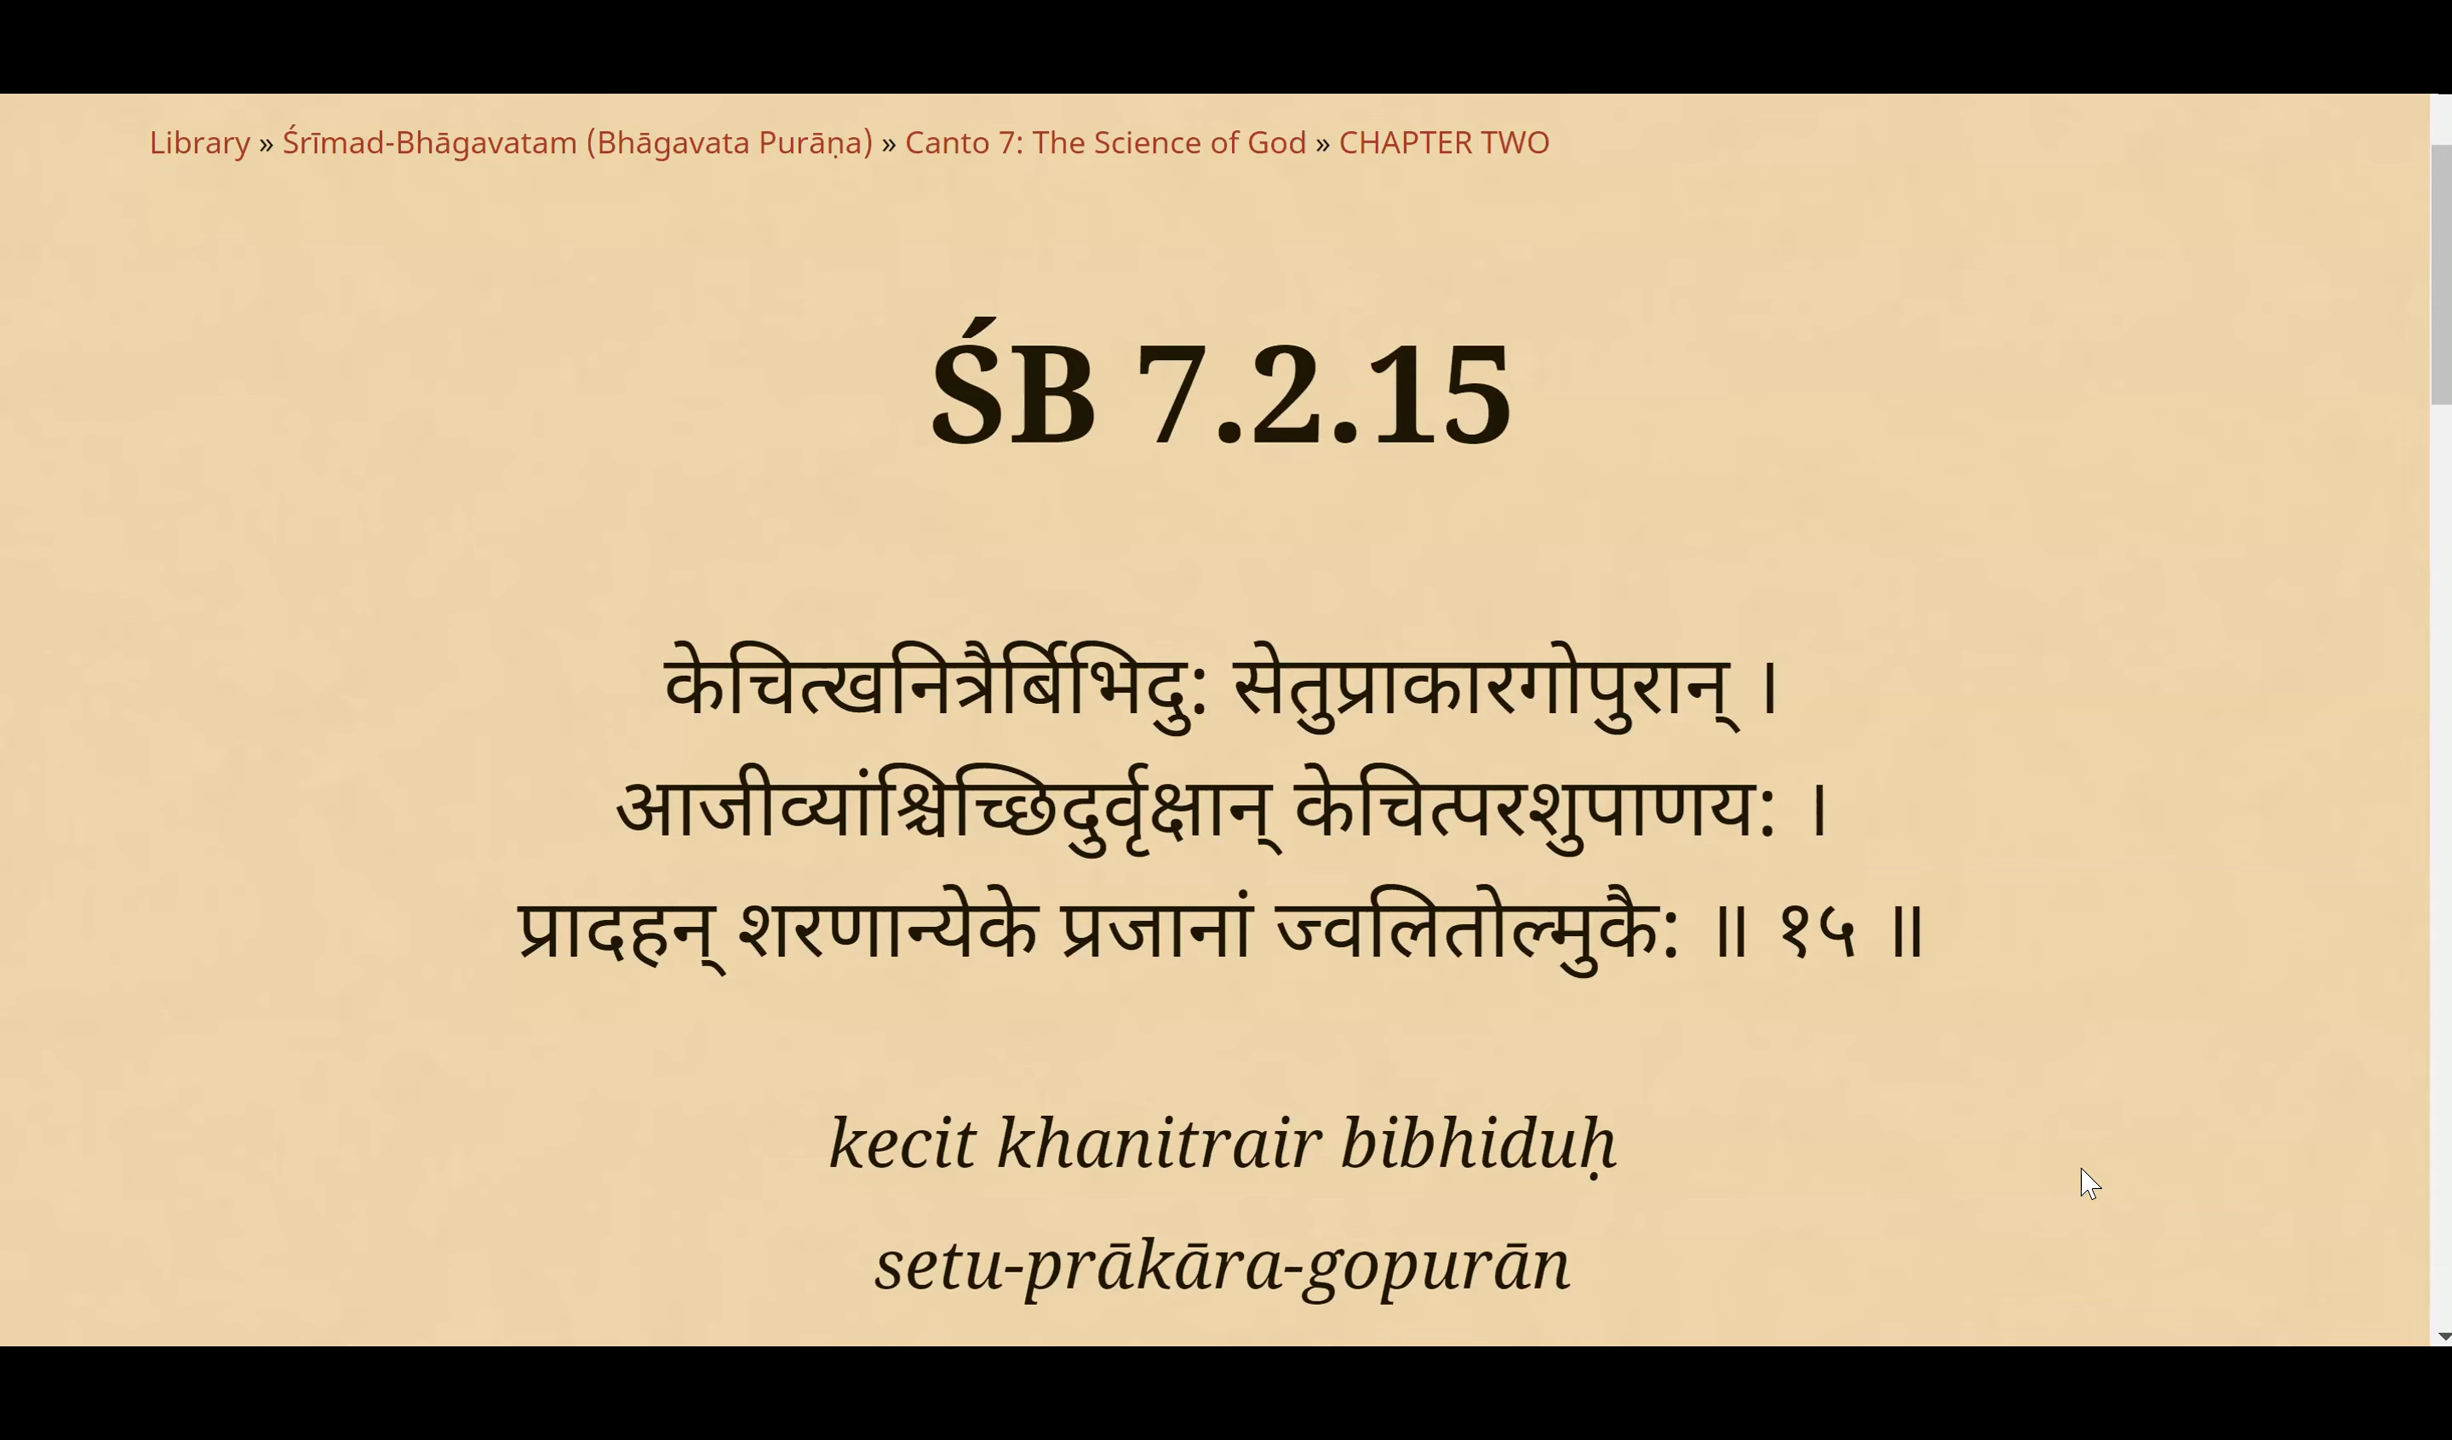 Library » Śrīmad-Bhāgavatam (Bhāgavata Purāṇa) » Canto 7: The Science of God » CHAPTER TWO
ŚB 7.2.15
केचित्खनित्रैर्बिभिदु: सेतुप्राकारगोपुरान् ।
आजीव्यांश्चिच्छिदुर्वृक्षान् केचित्परशुपाणय: ।
प्रादहन् शरणान्येके प्रजानां ज्वलितोल्मुकै: ॥ १५ ॥
kecit khanitrair bibhiduḥ
setu-prākāra-gopurān